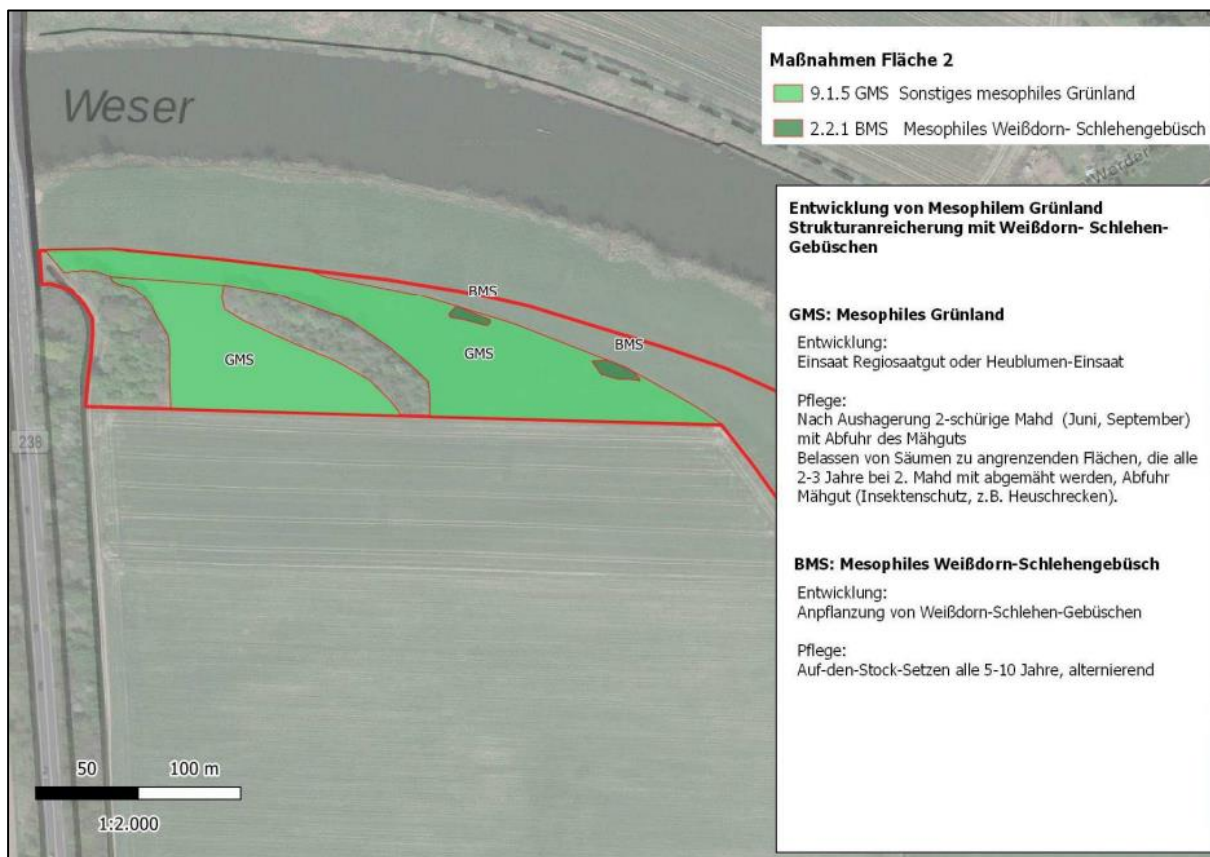 Weser
Maßnahmen Fläche 2
9.1.5 GMS Sonstiges mesophiles Grünland
2.2.1 BMS Mesophiles Weißdorn- Schlehengebüsch
Warder
Entwicklung von Mesophilem Grünland
Strukturanreicherung mit Weißdorn- Schlehen-
Gebüschen
GMS: Mesophiles Grünland
Entwicklung:
Einsaat Regiosaatgut oder Heublumen-Einsaat
Pflege:
Nach Aushagerung 2-schürige Mahd (Juni, September)
mit Abfuhr des Mähguts
Belassen von Säumen zu angrenzenden Flächen, die alle
2-3 Jahre bei 2. Mahd mit abgemäht werden, Abfuhr
Mähgut (Insektenschutz, z.B. Heuschrecken).
BMS: Mesophiles Weißdorn-Schlehengebüsch
Entwicklung:
Anpflanzung von Weißdorn-Schlehen-Gebüschen
Pflege:
Auf-den-Stock-Setzen alle 5-10 Jahre, alternierend
BMS
BMS
GMS
GMS
238
50 100 m
1:2.000